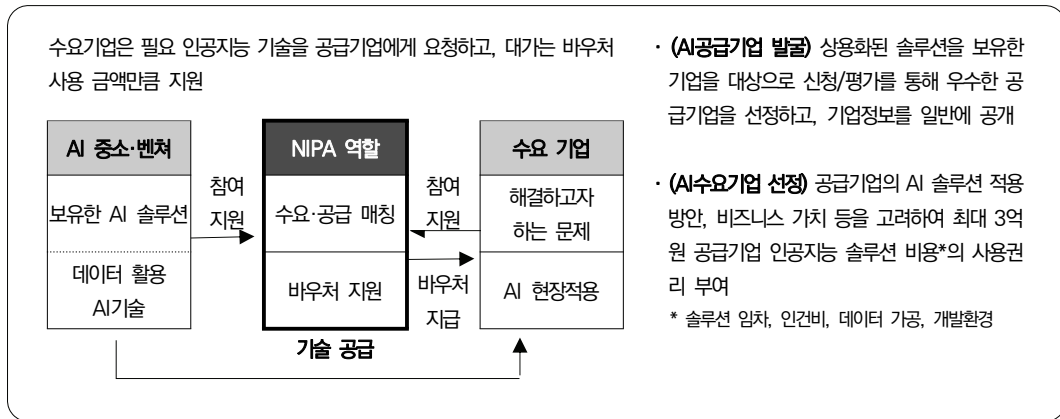 수요기업은 필요 인공지능 기술을 공급기업에게 요청하고, 대가는 바우처
사용 금액만큼 지원
AI 중소·벤쳐
보유한 AI 솔루션
데이터 활용
AI기술
참여
지원
NIPA 역할
수요·공급 매칭
바우처 지원
기술 공급
참여
지원
바우처
지급
수요 기업
해결하고자
하는 문제
AI 현장적용
· (AI공급기업 발굴) 상용화된 솔루션을 보유한
기업을 대상으로 신청/평가를 통해 우수한 공
급기업을 선정하고, 기업정보를 일반에 공개
· (AI수요기업 선정) 공급기업의 AI 솔루션 적용
방안, 비즈니스 가치 등을 고려하여 최대 3억
원 공급기업 인공지능 솔루션 비용*의 사용권
리 부여
* 솔루션 임차, 인건비, 데이터 가공, 개발환경